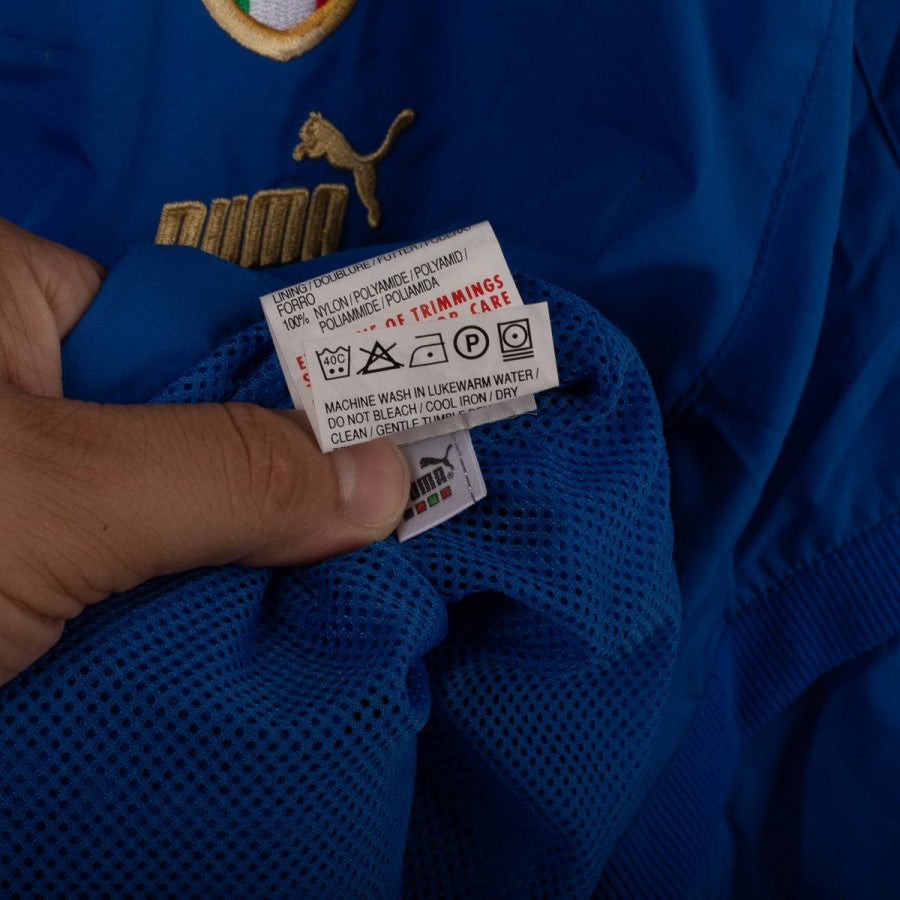 PUMA
LINING / DOUBLURE / FUTTER / FODERA /
FORRO
100% NYLON / POLYAMIDE / POLYAMID /
POLIAMMIDE / POLIAMIDA
OF TRIMMINGS
CARE
40C
P
MACHINE WASH IN LUKEWARM WATER /
DO NOT BLEACH / COOL IRON / DRY
CLEAN / GENTLE TUMBLE
PUMA